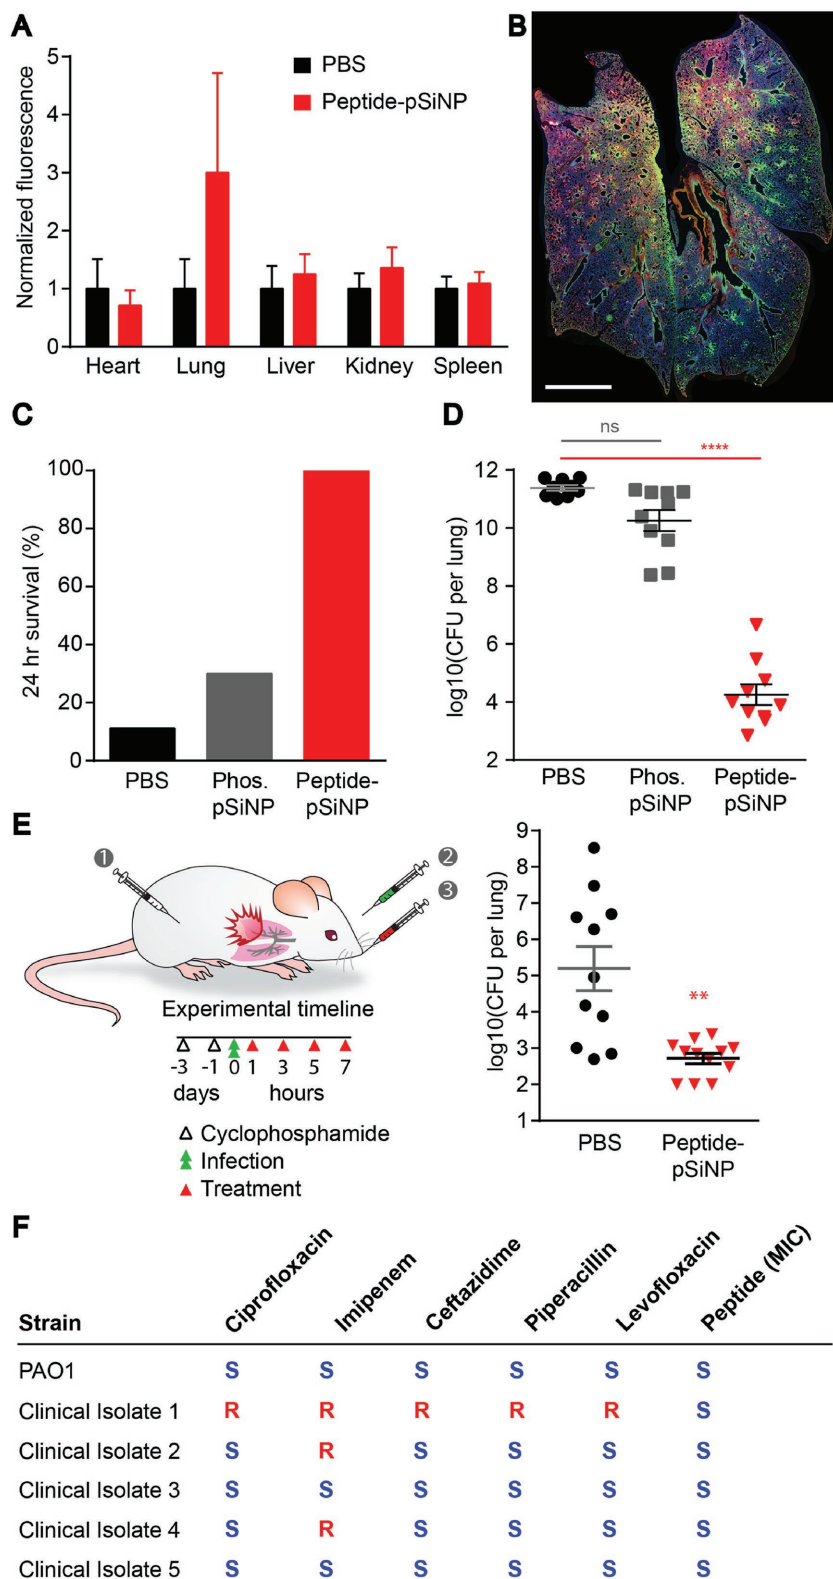 A
Normalized fluorescence
5
4
3
2
1
0
PBS
Peptide-pSiNP
Heart Lung Liver Kidney Spleen
B
C
24 hr survival (%)
100
80
60
40
20
0
PBS Phos. pSiNP Peptide-pSiNP
D
ns
****
log10(CFU per lung)
12
10
6
4
2
PBS Phos. pSiNP Peptide-pSiNP
E
1
2
3
Experimental timeline
-3 -1 0 1 3 5 7
days hours
Cyclophosphamide
Infection
Treatment
log10(CFU per lung)
9
8
7
6
5
4
3
2
1
**
PBS Peptide-pSiNP
F
Strain Ciprofloxacin Imipenem Ceftazidime Piperacillin Levofloxacin Peptide (MIC)
PAO1 S S S S S S
Clinical Isolate 1 R R R R R S
Clinical Isolate 2 S R S S S S
Clinical Isolate 3 S S S S S S
Clinical Isolate 4 S R S S S S
Clinical Isolate 5 S S S S S S